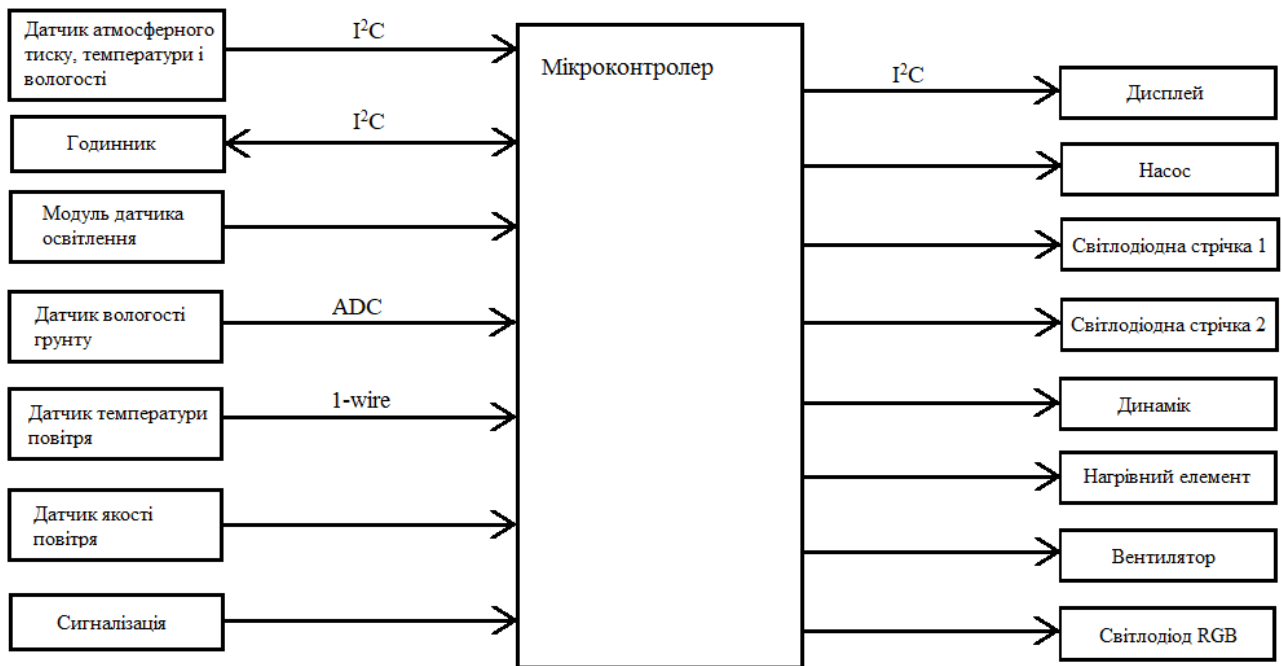 Датчик атмосферного
тиску, температури і
вологості
I²C
Годинник
I²C
Модуль датчика
освітлення
Датчик вологості
грунту
ADC
Датчик температури
повітря
1-wire
Датчик якості
повітря
Сигналізація
Мікроконтролер
I²C
Дисплей
Насос
Світлодіодна стрічка 1
Світлодіодна стрічка 2
Динамік
Нагрівний елемент
Вентилятор
Світлодіод RGB